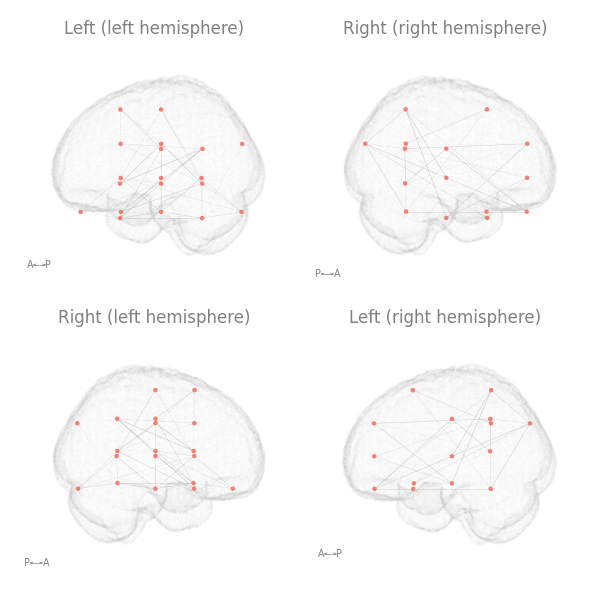 Left (left hemisphere)
Right (right hemisphere)
A⟷P
P⟷A
Right (left hemisphere)
Left (right hemisphere)
P⟷A
A⟷P